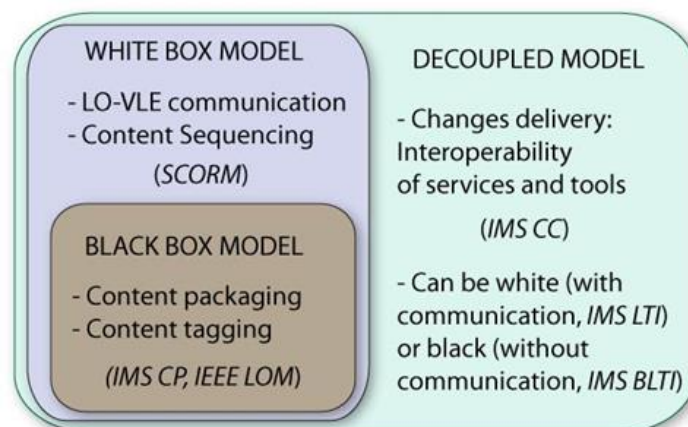 WHITE BOX MODEL
- LO-VLE communication
- Content Sequencing
(SCORM)
BLACK BOX MODEL
- Content packaging
- Content tagging
(IMS CP, IEEE LOM)
DECOUPLED MODEL
- Changes delivery:
Interoperability
of services and tools
(IMS CC)
- Can be white (with
communication, IMS LTI)
or black (without
communication, IMS BLTI)